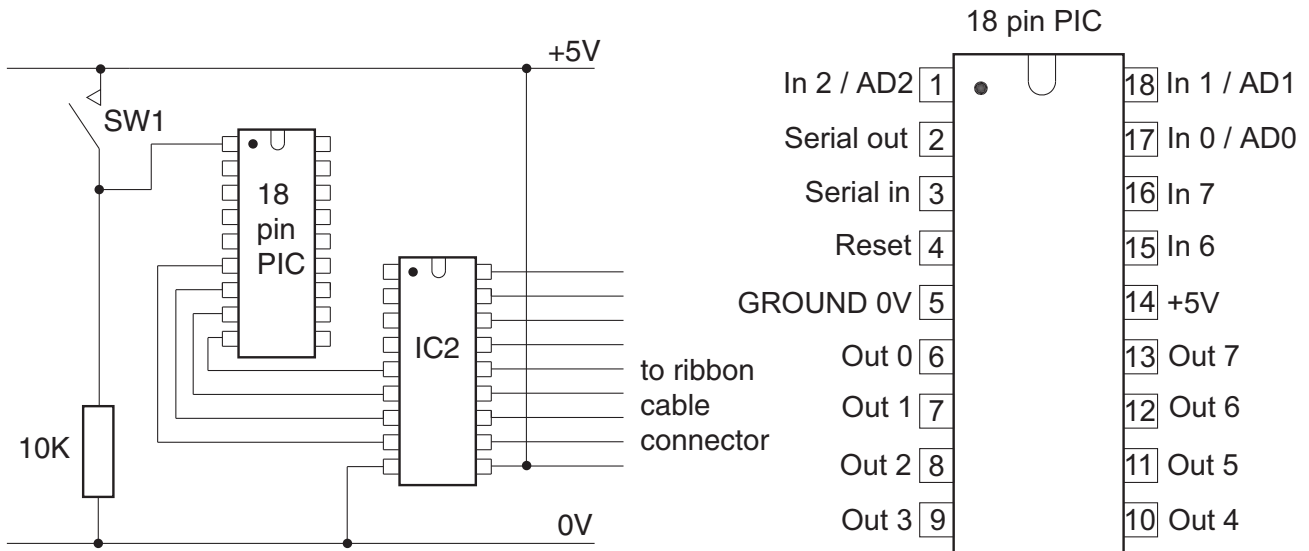 +5V
SW1
18
pin
PIC
IC2
to ribbon
cable
connector
10K
0V
18 pin PIC
In 2 / AD2 1 18 In 1 / AD1
Serial out 2 17 In 0 / AD0
Serial in 3 16 In 7
Reset 4 15 In 6
GROUND 0V 5 14 +5V
Out 0 6 13 Out 7
Out 1 7 12 Out 6
Out 2 8 11 Out 5
Out 3 9 10 Out 4